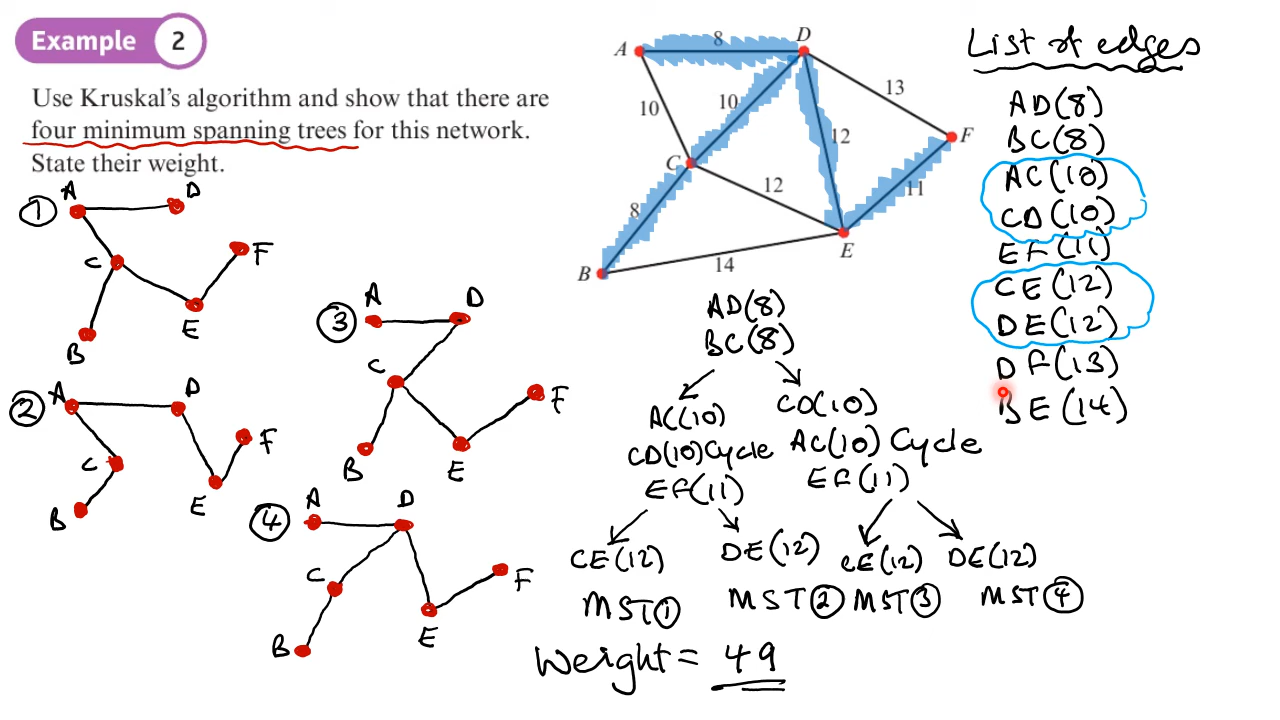 Example 2
Use Kruskal's algorithm and show that there are
four minimum spanning trees for this network.
State their weight.
A
8
D
10
10
13
C
12
F
12
11
8
E
B
14
List of edges
AD(8)
BC(8)
AC(10)
CD(10)
EF(11)
CE(12)
DE(12)
DF(13)
BE(14)
1
A
D
C
F
E
B
2
A
D
F
C
E
B
3
A
D
C
F
B
E
4
A
D
C
F
E
B
AD(8)
BC(8)
AC(10) CD(10)
CD(10) Cycle AC(10) Cycle
EF(11) EF(11)
CE(12) DE(12) CE(12) DE(12)
MST 1 MST 2 MST 3 MST 4
Weight = 49